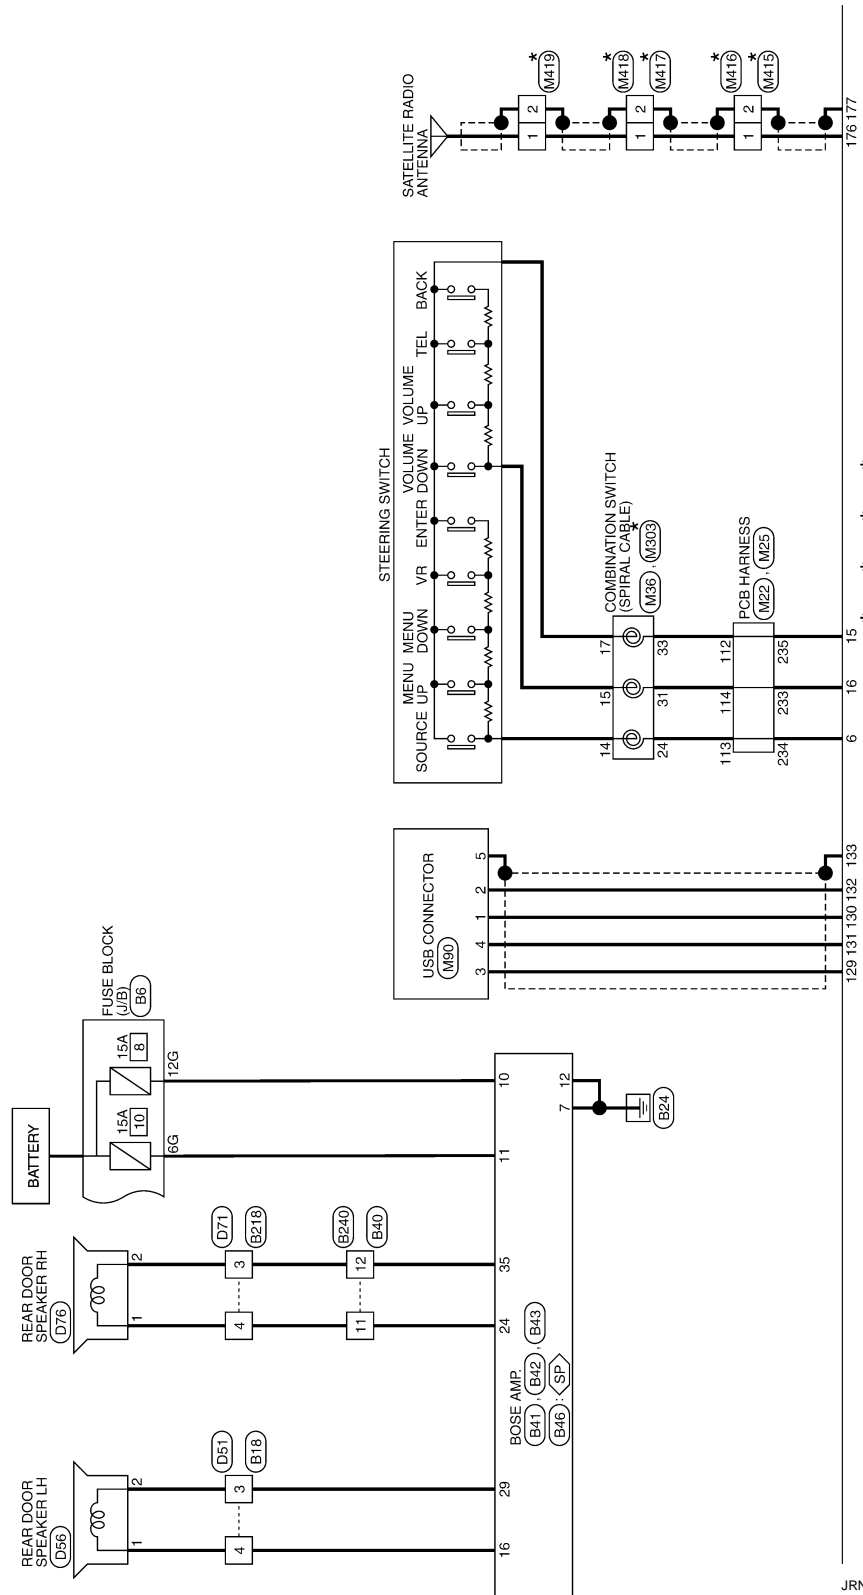 SATELLITE RADIO
ANTENNA
1 2
M419
*
1 2
M418
*
M417
*
1 2
M416
*
M415
*
176 177
STEERING SWITCH
SOURCE
MENU
UP
MENU
DOWN
VR
ENTER
VOLUME
DOWN
VOLUME
UP
TEL
BACK
COMBINATION SWITCH
(SPIRAL CABLE)
M36 , M303
*
14 15 17
24 31 33
PCB HARNESS
M22 , M25
113 114 112
234 233 235
6 16 15
USB CONNECTOR
M90
3 4 1 2 5
129 131 130 132 133
BATTERY
FUSE BLOCK
(J/B)
B6
15A
10
15A
8
6G 12G
REAR DOOR
SPEAKER RH
D76
1 2
4 3
D71
B218
11 12
B240
B40
REAR DOOR
SPEAKER LH
D56
1 2
4 3
D51
B18
16 29 24 35 11 10
BOSE AMP.
B41 , B42 , B43
B46 : SP
7 12
B24
JRN